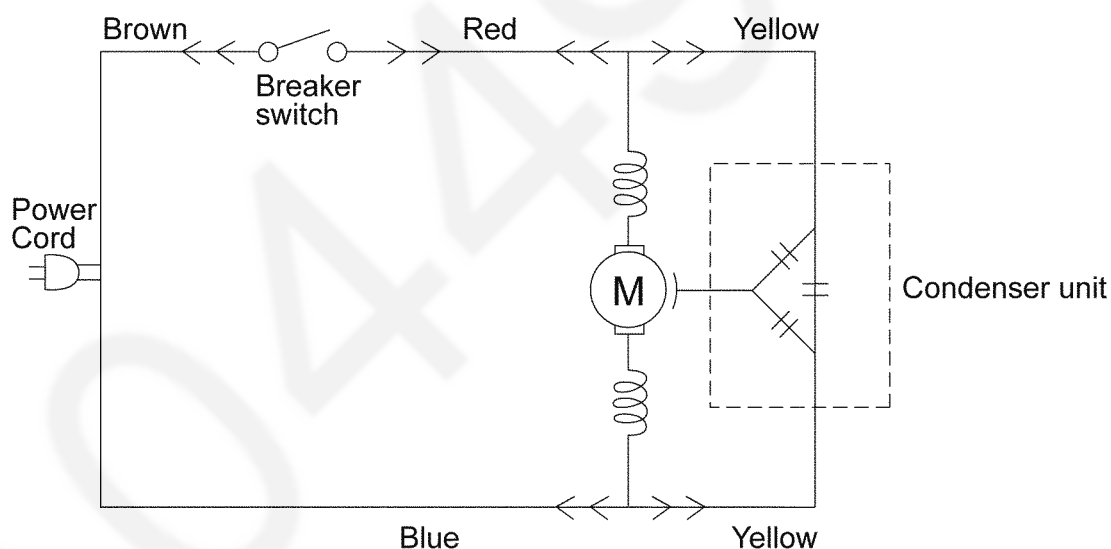 Brown
Red
Yellow
Breaker
switch
Power
Cord
M
Condenser unit
Blue
Yellow